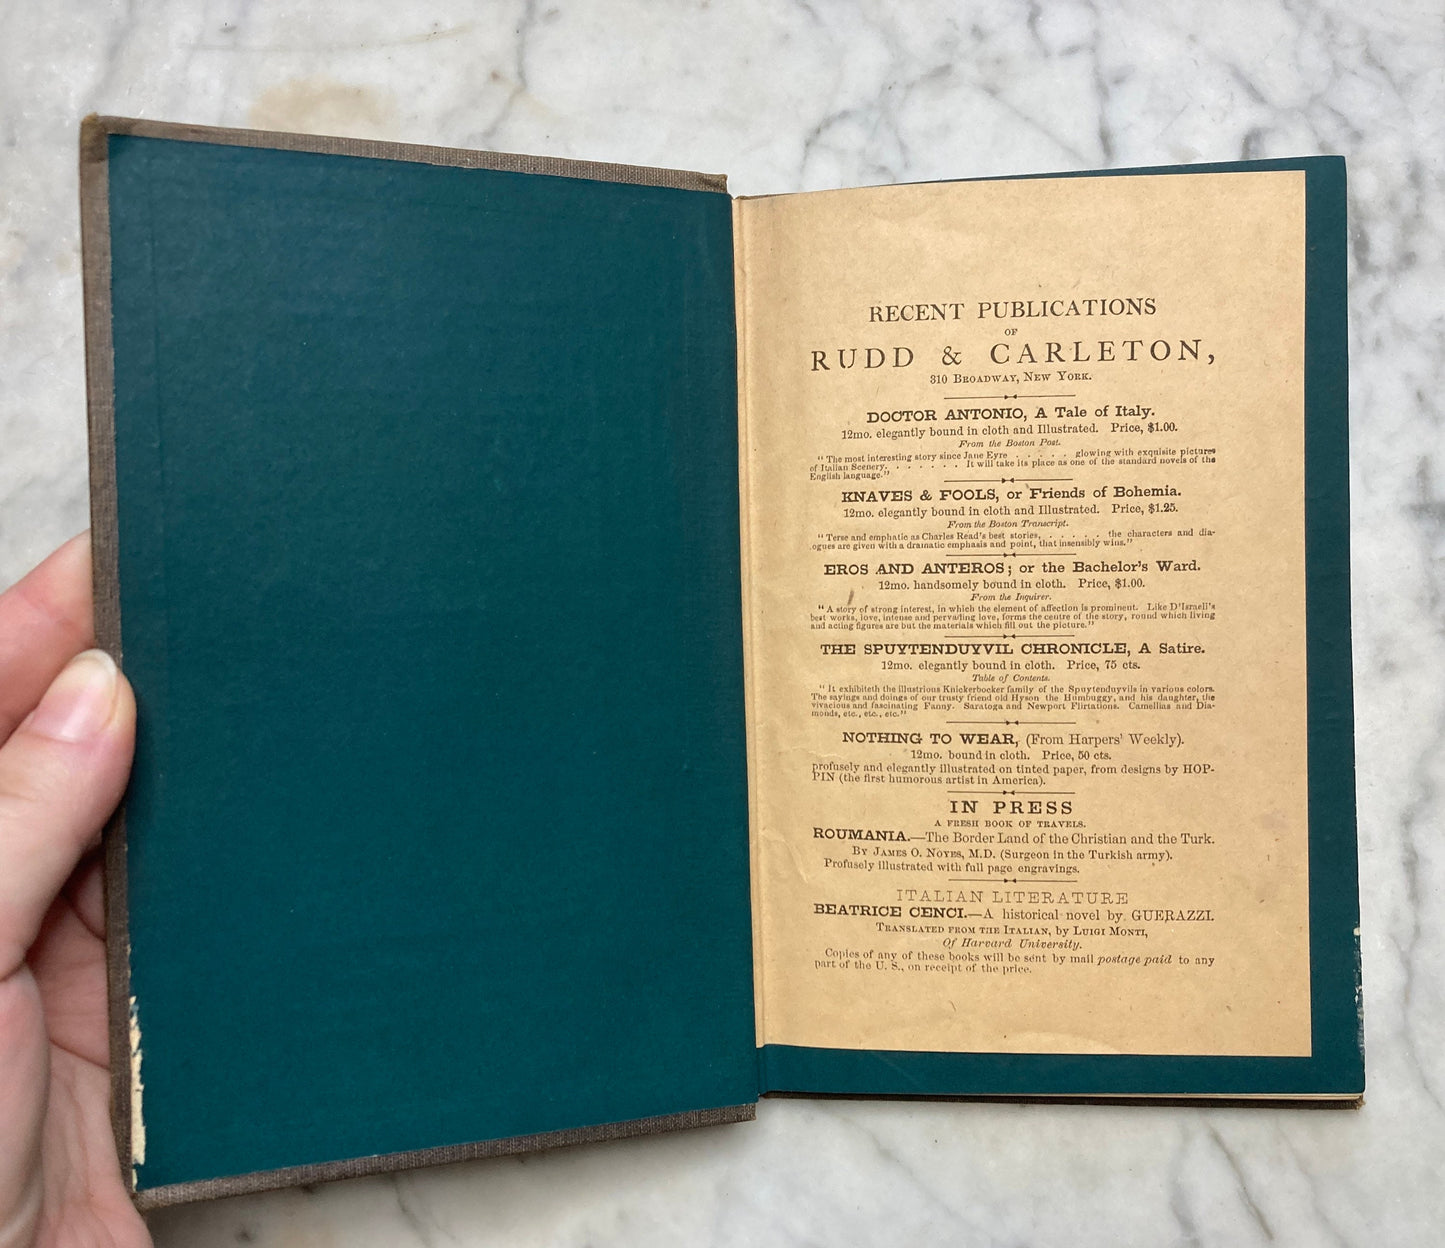 RECENT PUBLICATIONS
OF
RUDD & CARLETON,
310 BROADWAY, NEW YORK.
DOCTOR ANTONIO, A Tale of Italy.
12mo. elegantly bound in cloth and Illustrated. Price, $1.00.
From the Boston Post.
"The most interesting story since Jane Eyre . . . . . glowing with exquisite pictures
of Italian Scenery. . . . . . . It will take its place as one of the standard novels of the
English language."
KNAVES & FOOLS, or Friends of Bohemia.
12mo. elegantly bound in cloth and Illustrated. Price, $1.25.
From the Boston Transcript.
"Terse and emphatic as Charles Read's best stories, . . . . . the characters and dia-
ogues are given with a dramatic emphasis and point, that insensibly wins."
EROS AND ANTEROS; or the Bachelor's Ward.
12mo. handsomely bound in cloth. Price, $1.00.
From the Inquirer.
"A story of strong interest, in which the element of affection is prominent. Like D'Israeli's
best works, love, intense and pervading love, forms the centre of the story, round which living
and acting figures are but the materials which fill out the picture."
THE SPUYTENDUYVIL CHRONICLE, A Satire.
12mo. elegantly bound in cloth. Price, 75 cts.
Table of Contents.
"It exhibiteth the illustrious Knickerbocker family of the Spuytenduyvils in various colors.
The sayings and doings of our trusty friend old Hyson the Humbuggy, and his daughter, the
vivacious and fascinating Fanny. Saratoga and Newport Flirtations. Camellias and Dia-
monds, etc., etc., etc."
NOTHING TO WEAR, (From Harpers' Weekly).
12mo. bound in cloth. Price, 50 cts.
profusely and elegantly illustrated on tinted paper, from designs by HOP-
PIN (the first humorous artist in America).
IN PRESS
A FRESH BOOK OF TRAVELS.
ROUMANIA.—The Border Land of the Christian and the Turk.
BY JAMES O. NOYES, M.D. (Surgeon in the Turkish army).
Profusely illustrated with full page engravings.
ITALIAN LITERATURE
BEATRICE CENCI.—A historical novel by GUERAZZI.
TRANSLATED FROM THE ITALIAN, by LUIGI MONTI,
Of Harvard University.
Copies of any of these books will be sent by mail postage paid to any
part of the U. S., on receipt of the price.